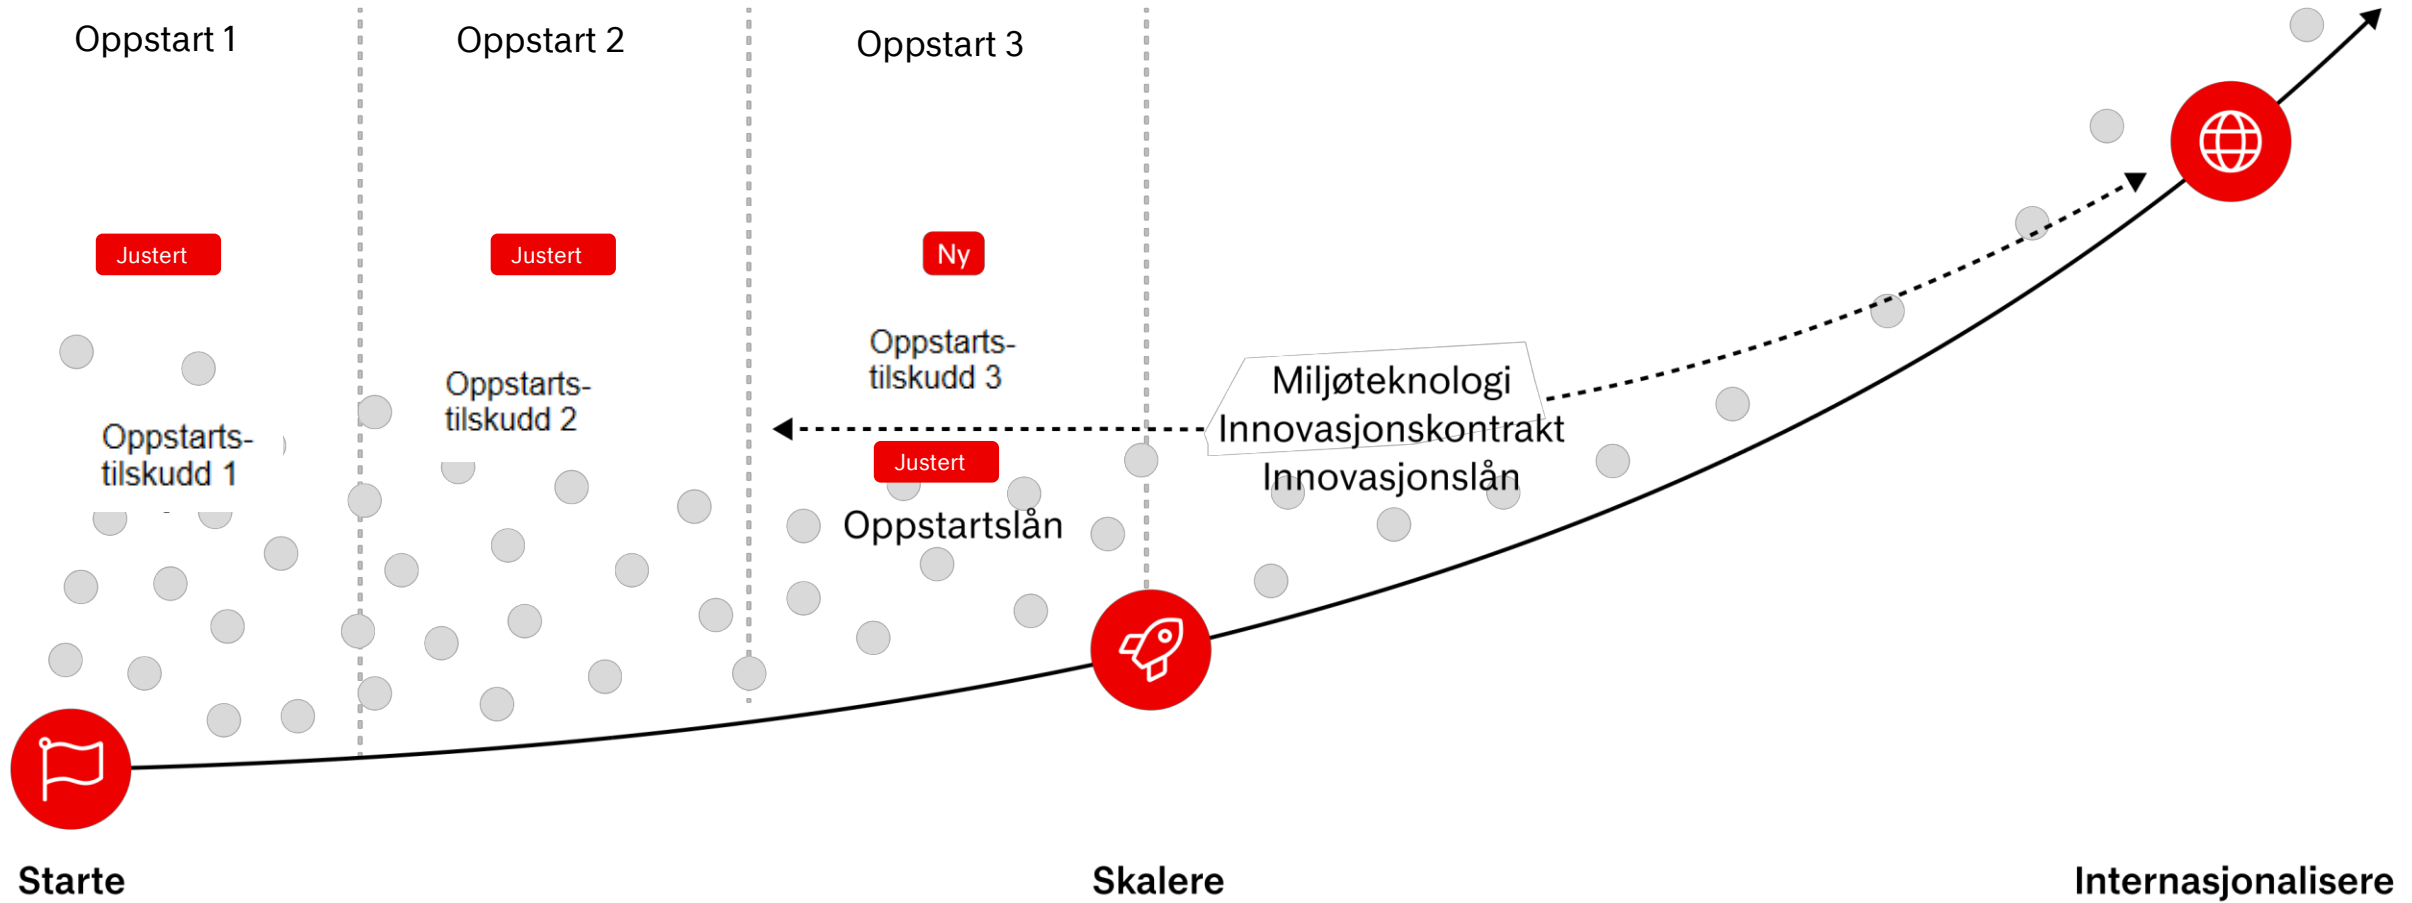 Oppstart 1
Oppstart 2
Oppstart 3
Justert
Justert
Ny
Oppstarts-
tilskudd 1
Oppstarts-
tilskudd 2
Oppstarts-
tilskudd 3
Justert
Oppstartslån
Miljøteknologi
Innovasjonskontrakt
Innovasjonslån
Starte
Skalere
Internasjonalisere